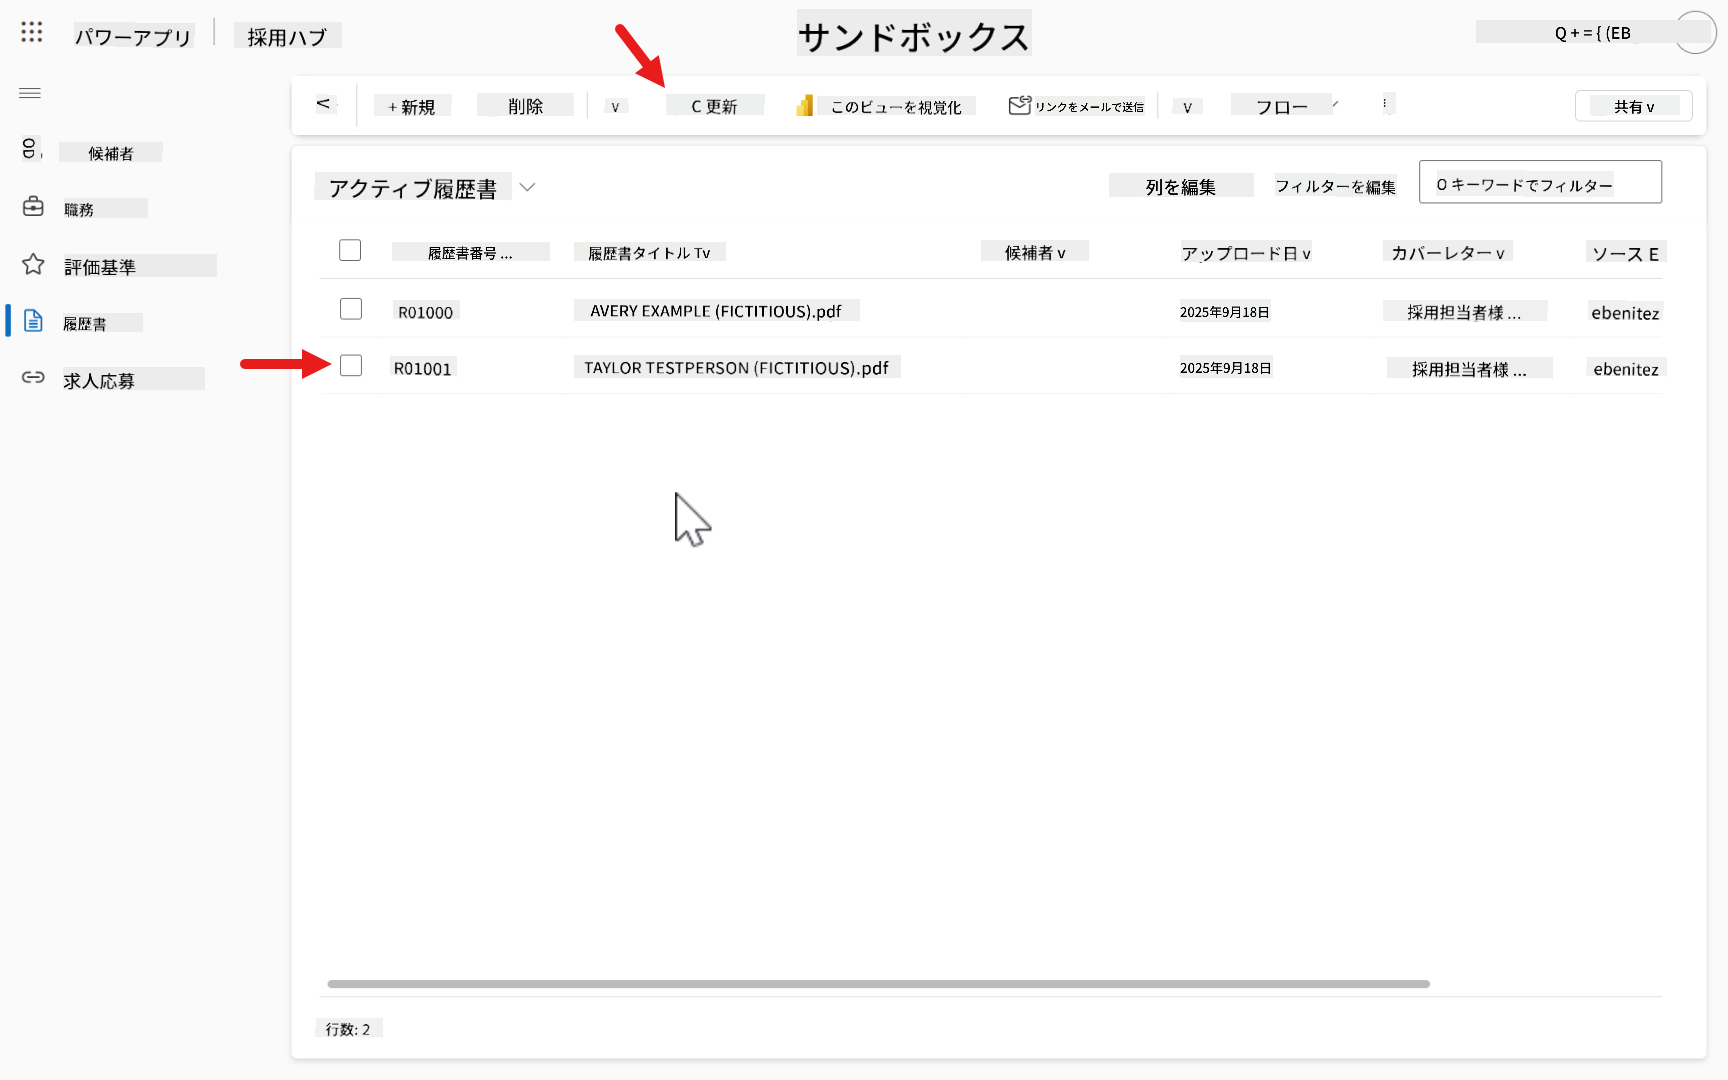 パワーアプリ
採用ハブ
サンドボックス
Q + = { (EB
<
+ 新規
削除
v
C 更新
このビューを視覚化
リンクをメールで送信
v
フロー
共有 v
候補者
職務
評価基準
履歴書
求人応募
アクティブ履歴書
列を編集
フィルターを編集
O キーワードでフィルター
履歴書番号 ...
履歴書タイトル Tv
候補者 v
アップロード日 v
カバーレター v
ソース E
R01000
AVERY EXAMPLE (FICTITIOUS).pdf
2025年9月18日
採用担当者様 ...
ebenitez
R01001
TAYLOR TESTPERSON (FICTITIOUS).pdf
2025年9月18日
採用担当者様 ...
ebenitez
行数: 2